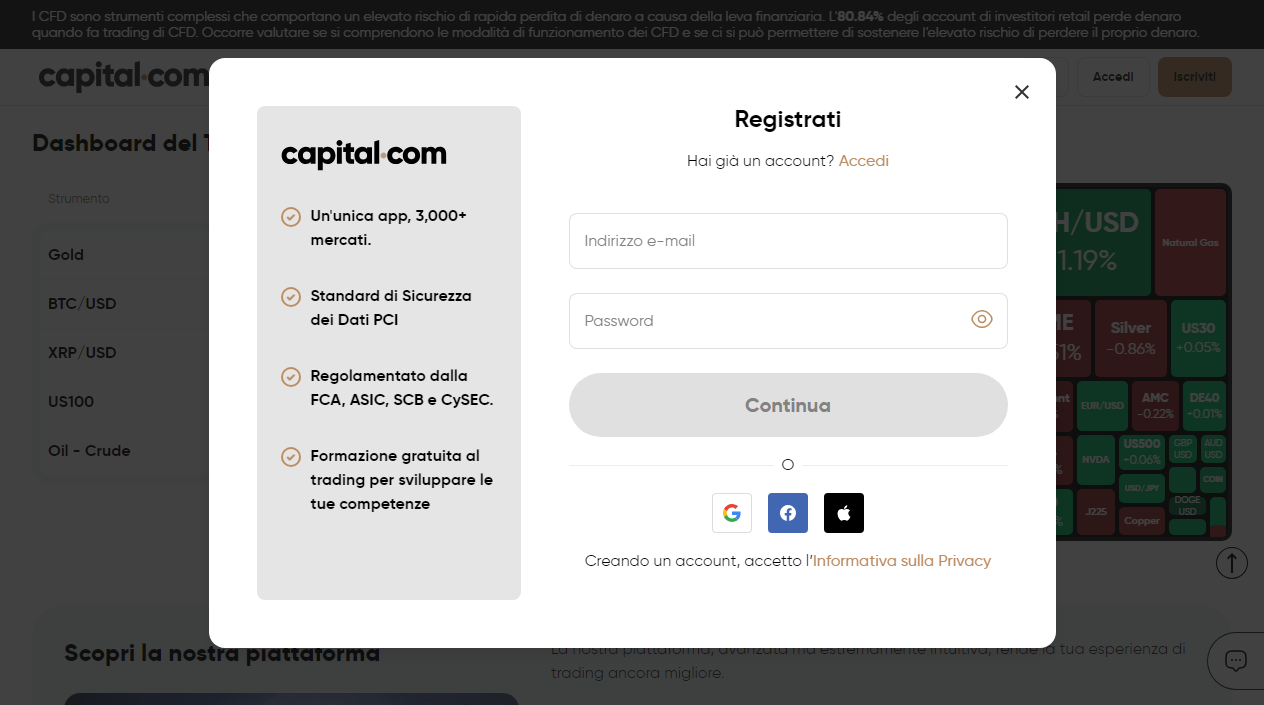 I CFD sono strumenti complessi che comportano un elevato rischio di rapida perdita di denaro a causa della leva finanziaria. L'80.84% degli account di investitori retail perde denaro
quando fa trading di CFD. Occorre valutare se si comprendono le modalità di funzionamento dei CFD e se ci si può permettere di sostenere l'elevato rischio di perdere il proprio denaro.
capital.com
Accedi
Iscriviti
Dashboard del
Strumento
Gold
BTC/USD
XRP/USD
US100
Oil - Crude
capital.com
Un'unica app, 3,000+
mercati.
Standard di Sicurezza
dei Dati PCI
Regolamentato dalla
FCA, ASIC, SCB e CySEC.
Formazione gratuita al
trading per sviluppare le
tue competenze
Registrati
Hai già un account? Accedi
Indirizzo e-mail
Password
Continua
O
Creando un account, accetto l'Informativa sulla Privacy
H/USD
1.19%
Natural Gas
Silver
-0.86%
US30
+0.05%
EUR/USD
AMC
-0.22%
DE40
-0.01%
NVDA
US500
-0.06%
GBP
USD
AUD
USD
USD/JPY
COIN
J225
Copper
DOGE
USD
Scopri la nostra piattaforma
La nostra piattaforma, avanzata ma estremamente intuitiva, rende la tua esperienza di
trading ancora migliore.